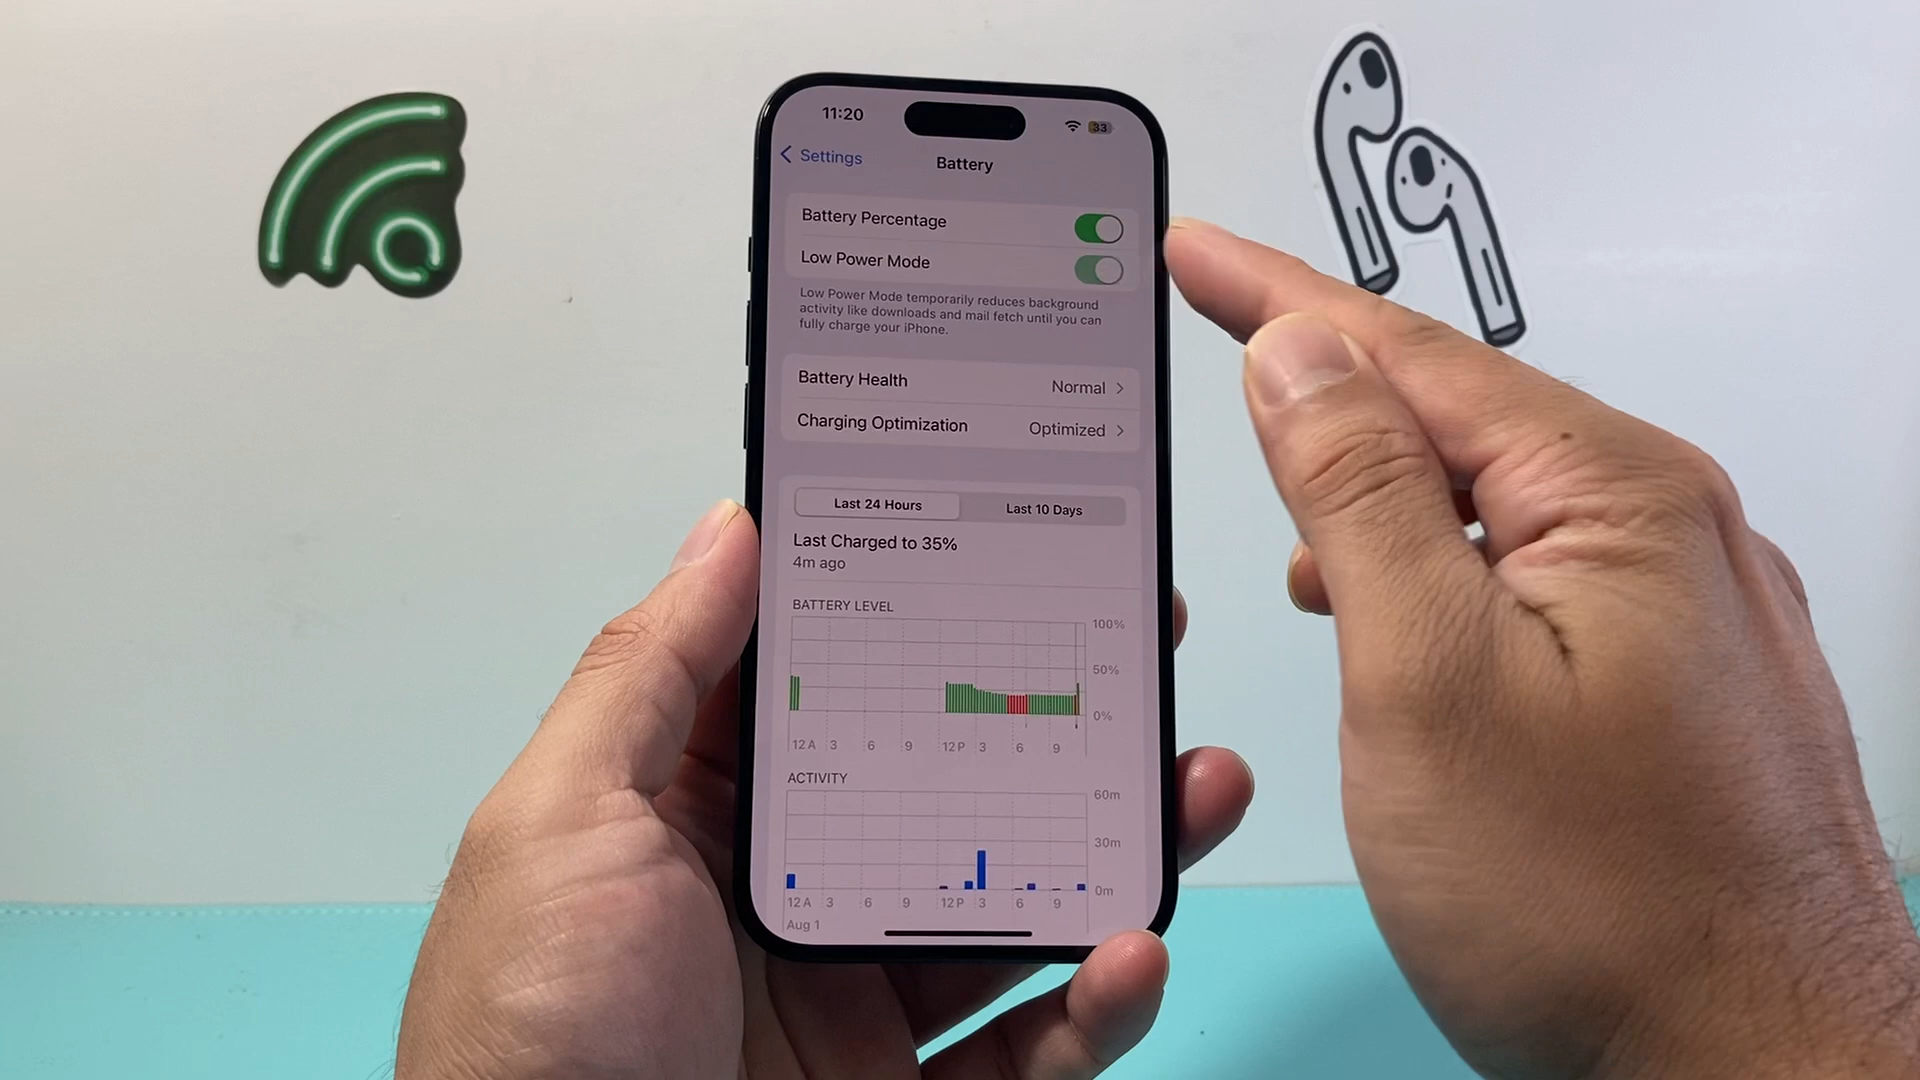 11:20
33
Settings
Battery
Battery Percentage
Low Power Mode
Low Power Mode temporarily reduces background
activity like downloads and mail fetch until you can
fully charge your iPhone.
Battery Health Normal
Charging Optimization Optimized
Last 24 Hours Last 10 Days
Last Charged to 35%
4m ago
BATTERY LEVEL
100%
50%
0%
12 A 3 6 9 12 P 3 6 9
ACTIVITY
60m
30m
0m
12 A 3 6 9 12 P 3 6 9
Aug 1